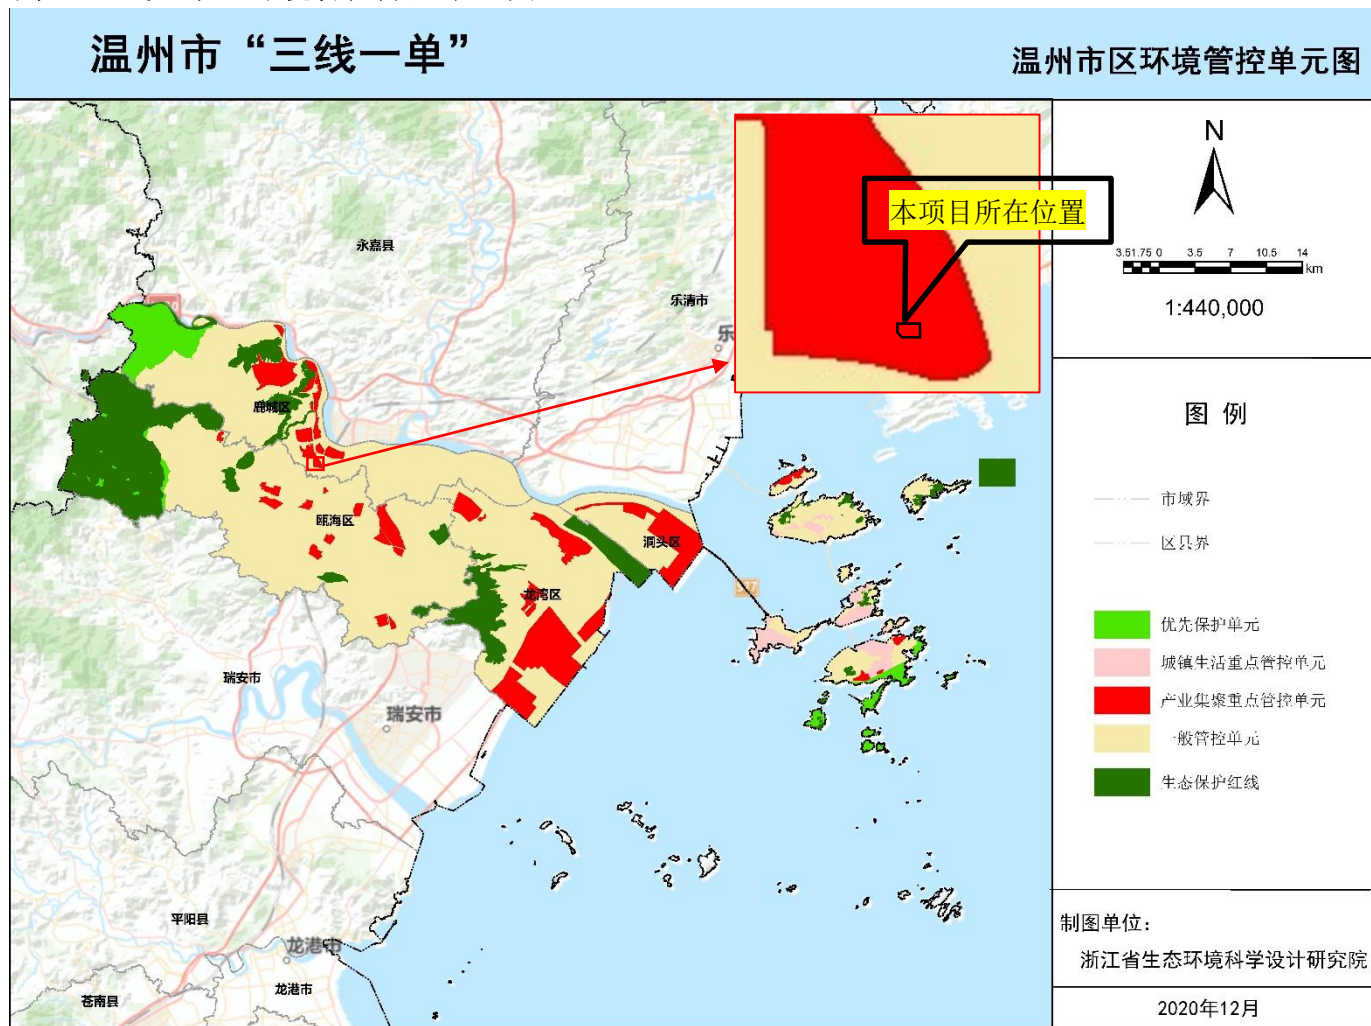 温州市“三线一单”
温州市区环境管控单元图
N
3.51.75 0 3.5 7 10.5 14
km
1:440,000
本项目所在位置
永嘉县
乐清市
乐
鹿城区
瓯海区
洞头区
龙湾区
瑞安市
瑞安市
平阳县
龙港市
龙港市
苍南县
图 例
市域界
区县界
优先保护单元
城镇生活重点管控单元
产业集聚重点管控单元
一般管控单元
生态保护红线
制图单位：
浙江省生态环境科学设计研究院
2020年12月